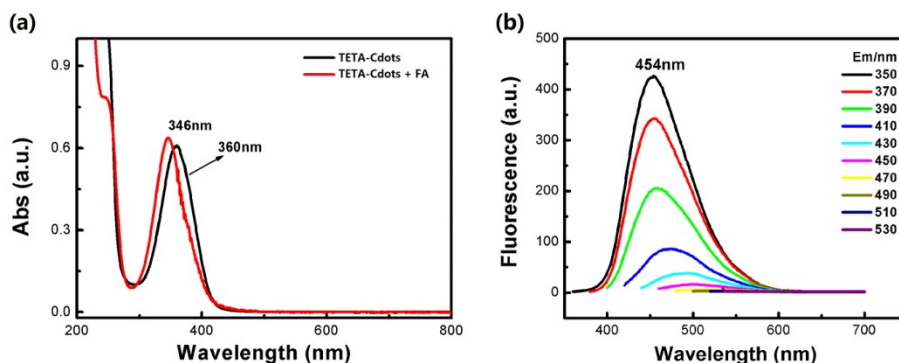 (a)
0.9
0.6
0.3
0.0
Abs (a.u.)
TETA-Cdots
TETA-Cdots + FA
346nm
360nm
200 400 600 800
Wavelength (nm)
(b)
500
400
300
200
100
0
Fluorescence (a.u.)
454nm
Em/nm
350
370
390
410
430
450
470
490
510
530
400 500 600 700
Wavelength (nm)